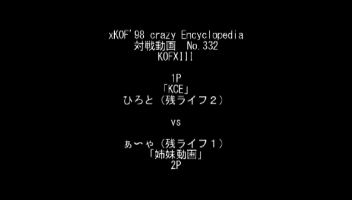 xKOF'98 crazy Encyclopedia
対戦動画 No.332
KOFXIII
1P
「KCE」
ひろと（残ライフ２）
vs
ぁ～ゃ（残ライフ１）
「姉妹動画」
2P